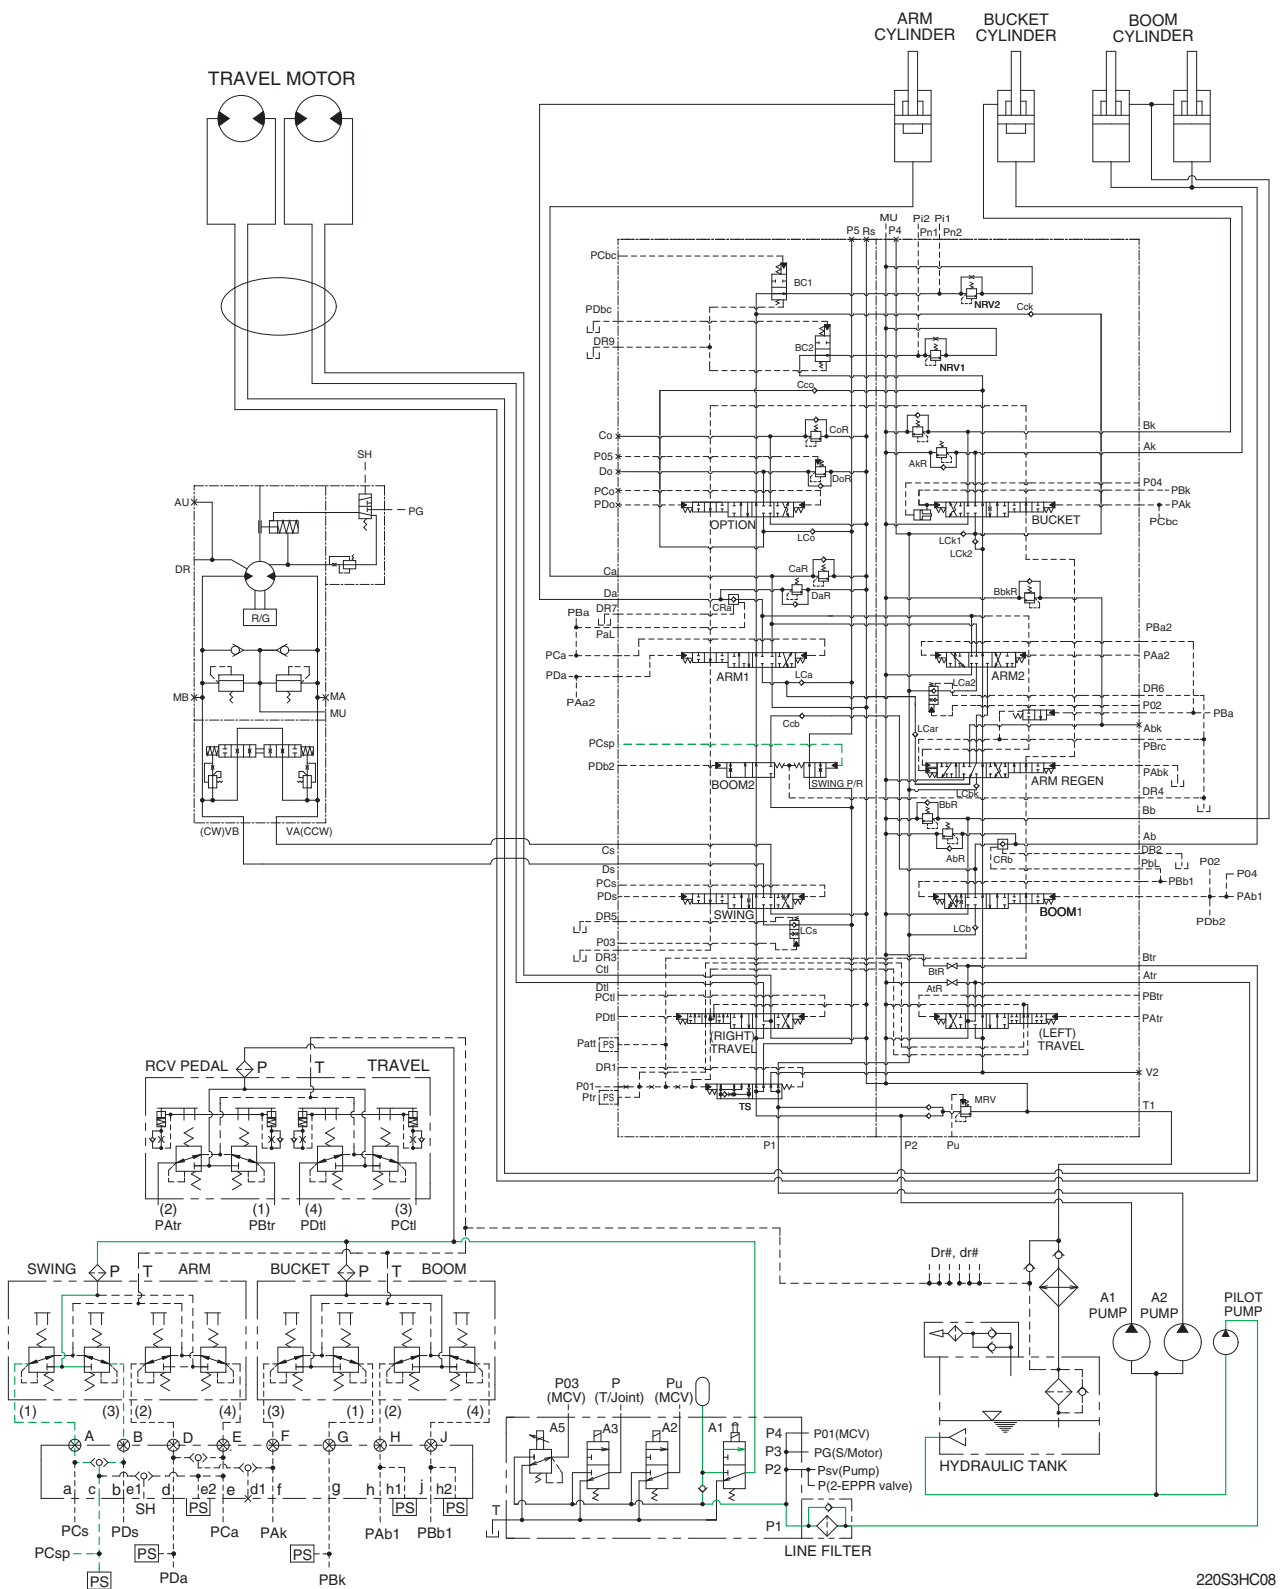 ARM
CYLINDER
BUCKET
CYLINDER
BOOM
CYLINDER
TRAVEL MOTOR
MU
Pi2 Pi1
P5 Rs
P4
Pn1 Pn2
PCbc
BC1
NRV2
Cck
PDbc
DR9
BC2
NRV1
Cco
Co
CoR
Bk
P05
AkR
Ak
Do
DoR
P04
PCo
PBk
PDo
PAk
OPTION
BUCKET
PCbc
LCo
LCk1
LCk2
SH
AU
PG
DR
R/G
MB
MA
MU
(CW)VB
VA(CCW)
Ca
CaR
Da
DaR
BbkR
DR7
CRa
PBa
PaL
PBa2
PCa
PAa2
PDa
ARM1
ARM2
LCa
LCa2
DR6
PAa2
P02
PBa
Ccb
LCar
Abk
PCsp
PBrc
PDb2
PAbk
BOOM2
SWING P/R
ARM REGEN
LCbk
DR4
BbR
Bb
AbR
CRb
Ab
DR2
Cs
PbL
P02
Ds
PBb1
P04
PCs
PAb1
PDs
SWING
BOOM1
PDb2
DR5
LCs
LCb
P03
DR3
Btr
Ctl
BtR
Atr
Dtl
AtR
PCtl
PBtr
PDtl
PAtr
(RIGHT)
TRAVEL
(LEFT)
TRAVEL
Patt PS
DR1
V2
P01
Ptr PS
TS
MRV
T1
P1
P2
Pu
RCV PEDAL
P
T
TRAVEL
(2)
(1)
(4)
(3)
PAtr
PBtr
PDtl
PCtl
SWING
P
T
ARM
BUCKET
P
T
BOOM
(1)
(3)
(2)
(4)
(3)
(1)
(2)
(4)
A
B
D
E
F
G
H
J
a
c
b
e1
d
e2
e
d1
f
g
h
h1
j
h2
SH
PS
PS
PS
PCs
PDs
PCa
PAk
PAb1
PBb1
PCsp
PS
PS
PS
PDa
PBk
Dr#, dr#
A1
PUMP
A2
PUMP
PILOT
PUMP
HYDRAULIC TANK
P03
(MCV)
P
(T/Joint)
Pu
(MCV)
A5
A3
A2
A1
P4
P01(MCV)
P3
PG(S/Motor)
P2
Psv(Pump)
P(2-EPPR valve)
T
P1
LINE FILTER
220S3HC08